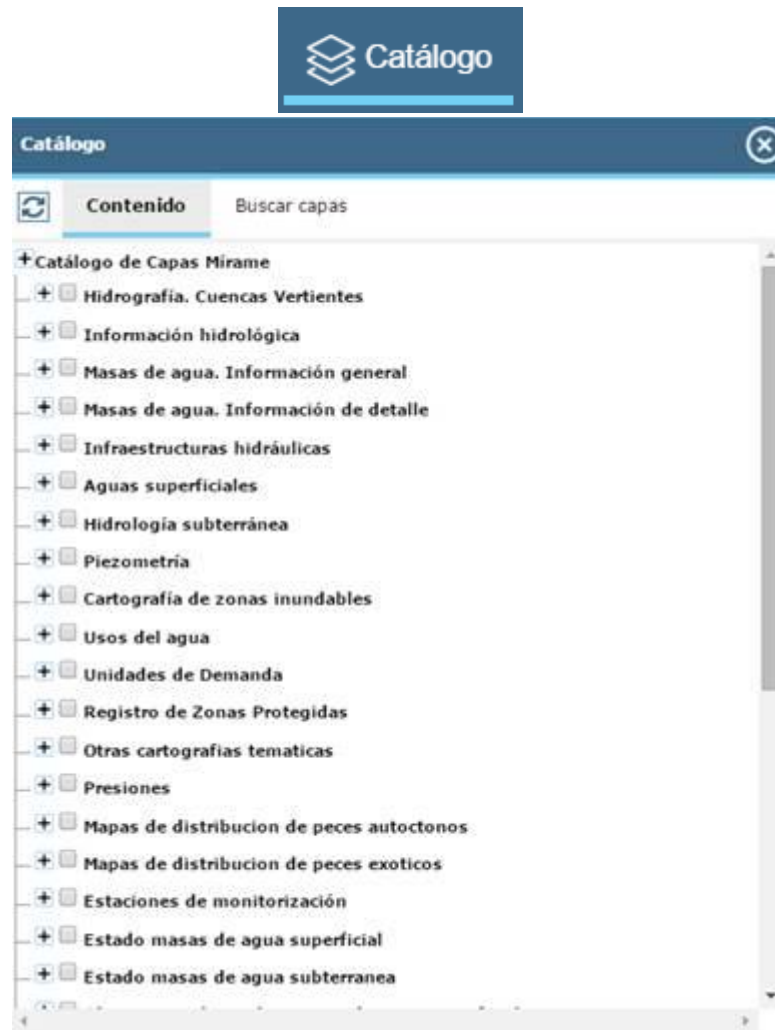 Catálogo
Catálogo
Contenido Buscar capas
Catálogo de Capas Mírame
Hidrografía. Cuencas Vertientes
Información hidrológica
Masas de agua. Información general
Masas de agua. Información de detalle
Infraestructuras hidráulicas
Aguas superficiales
Hidrología subterránea
Piezometría
Cartografía de zonas inundables
Usos del agua
Unidades de Demanda
Registro de Zonas Protegidas
Otras cartografias tematicas
Presiones
Mapas de distribucion de peces autoctonos
Mapas de distribucion de peces exoticos
Estaciones de monitorización
Estado masas de agua superficial
Estado masas de agua subterranea